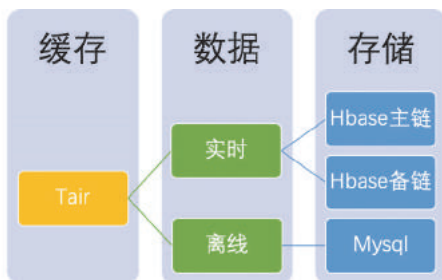 缓存
数据
存储
Tair
实时
离线
Hbase主链
Hbase备链
Mysql